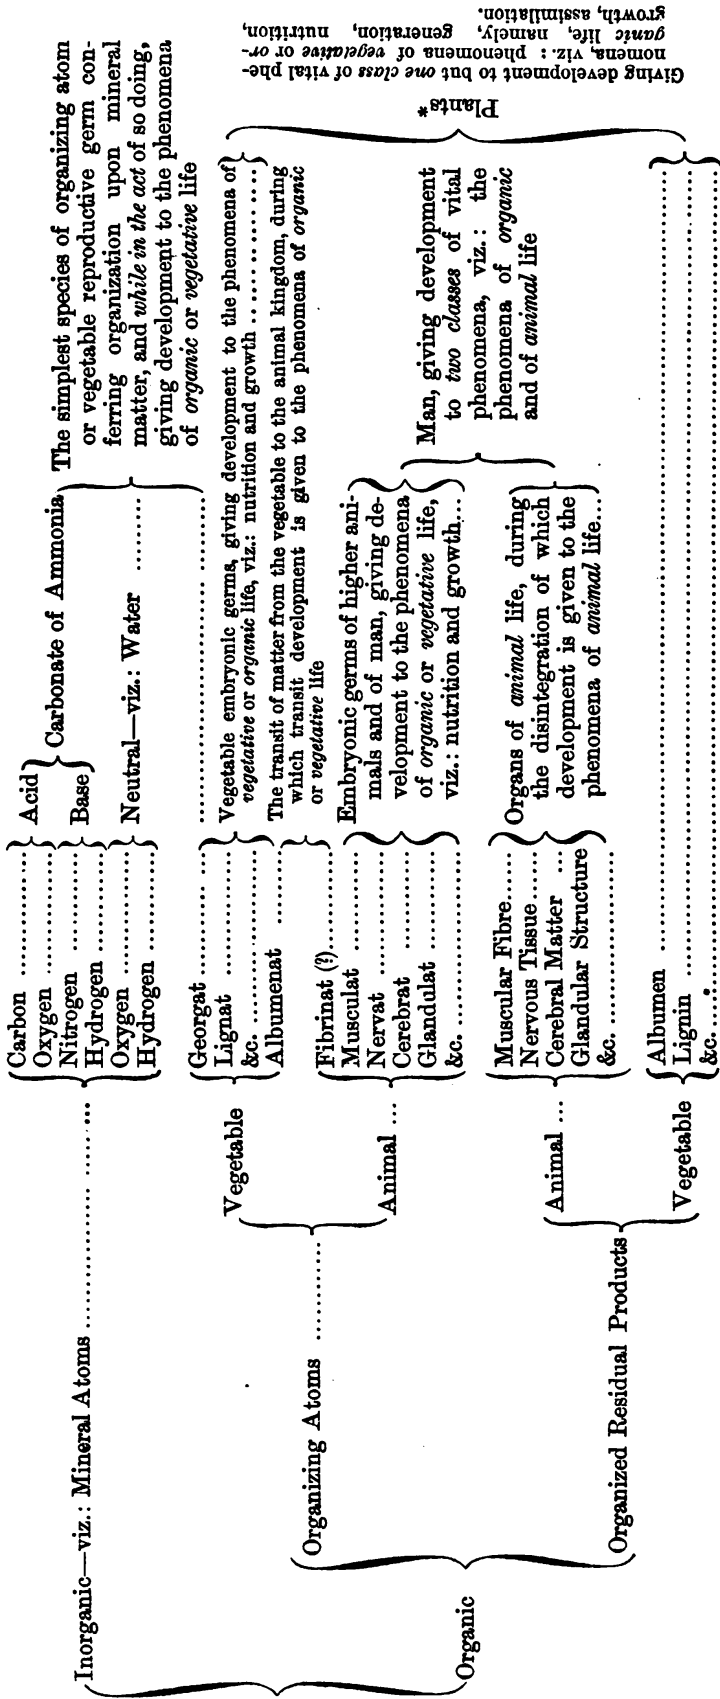 Inorganic—viz.: Mineral Atoms
Organic
Organizing Atoms
Organized Residual Products
Vegetable
Animal ...
Animal ...
Vegetable
Carbon
Oxygen
Nitrogen
Hydrogen
Oxygen
Hydrogen
Acid
Base
Carbonate of Ammonia
Neutral—viz.: Water
The simplest species of organizing atom
or vegetable reproductive germ con-
ferring organization upon mineral
matter, and while in the act of so doing,
giving development to the phenomena
of organic or vegetative life
Georgat
Lignat
&c.
Albumenat
Vegetable embryonic germs, giving development to the phenomena of
vegetative or organic life, viz.: nutrition and growth
The transit of matter from the vegetable to the animal kingdom, during
which transit development is given to the phenomena of organic
or vegetative life
Fibrinat (?)
Musculat
Nervat
Cerebrat
Glandulat
&c.
Embryonic germs of higher ani-
mals and of man, giving de-
velopment to the phenomena
of organic or vegetative life,
viz.: nutrition and growth...
Muscular Fibre
Nervous Tissue
Cerebral Matter
Glandular Structure
&c.
Organs of animal life, during
the disintegration of which
development is given to the
phenomena of animal life...
Man, giving development
to two classes of vital
phenomena, viz.: the
phenomena of organic
and of animal life
Albumen
Lignin
&c.
Plants*
Giving development to but one class of vital phe-
nomena, viz.: phenomena of vegetative or or-
ganic life, namely, generation, nutrition,
growth, assimilation.